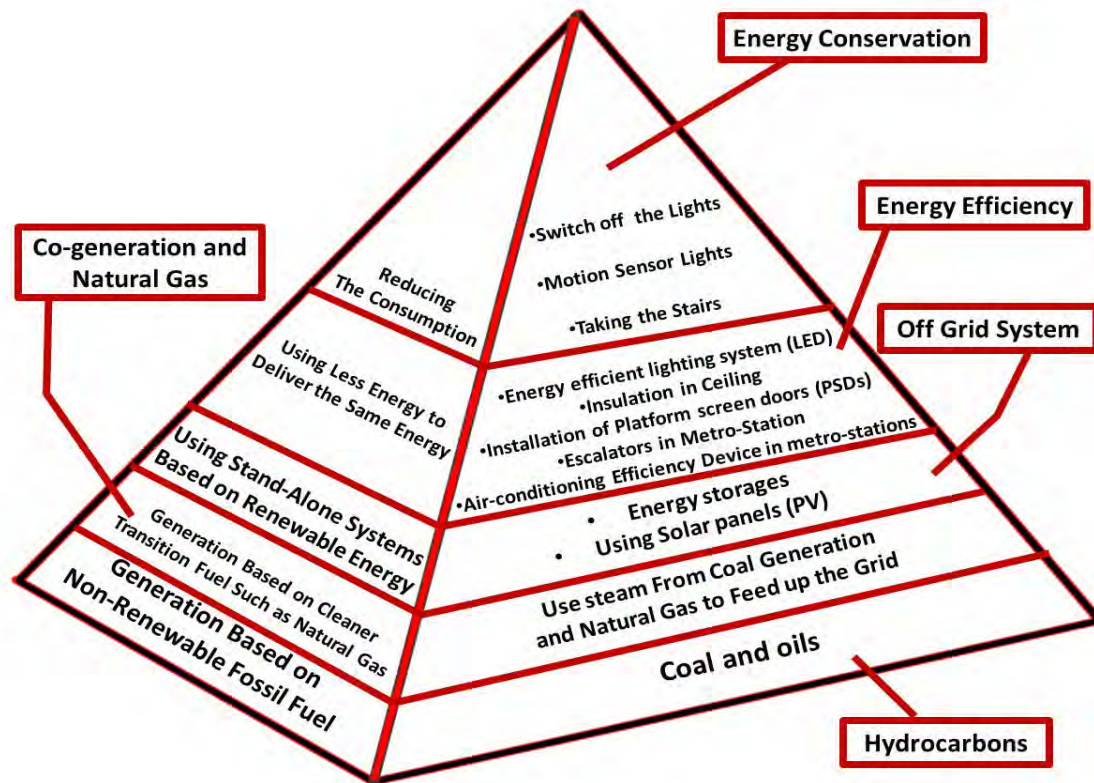 Energy Conservation
•Switch off the Lights
•Motion Sensor Lights
•Taking the Stairs
Reducing
The Consumption
Energy Efficiency
•Energy efficient lighting system (LED)
•Insulation in Ceiling
•Installation of Platform screen doors (PSDs)
•Escalators in Metro-Station
•Air-conditioning Efficiency Device in metro-stations
Using Less Energy to
Deliver the Same Energy
Off Grid System
• Energy storages
• Using Solar panels (PV)
Using Stand-Alone Systems
Based on Renewable Energy
Co-generation and
Natural Gas
Generation Based on Cleaner
Transition Fuel Such as Natural Gas
Use steam From Coal Generation
and Natural Gas to Feed up the Grid
Generation Based on
Non-Renewable Fossil Fuel
Coal and oils
Hydrocarbons